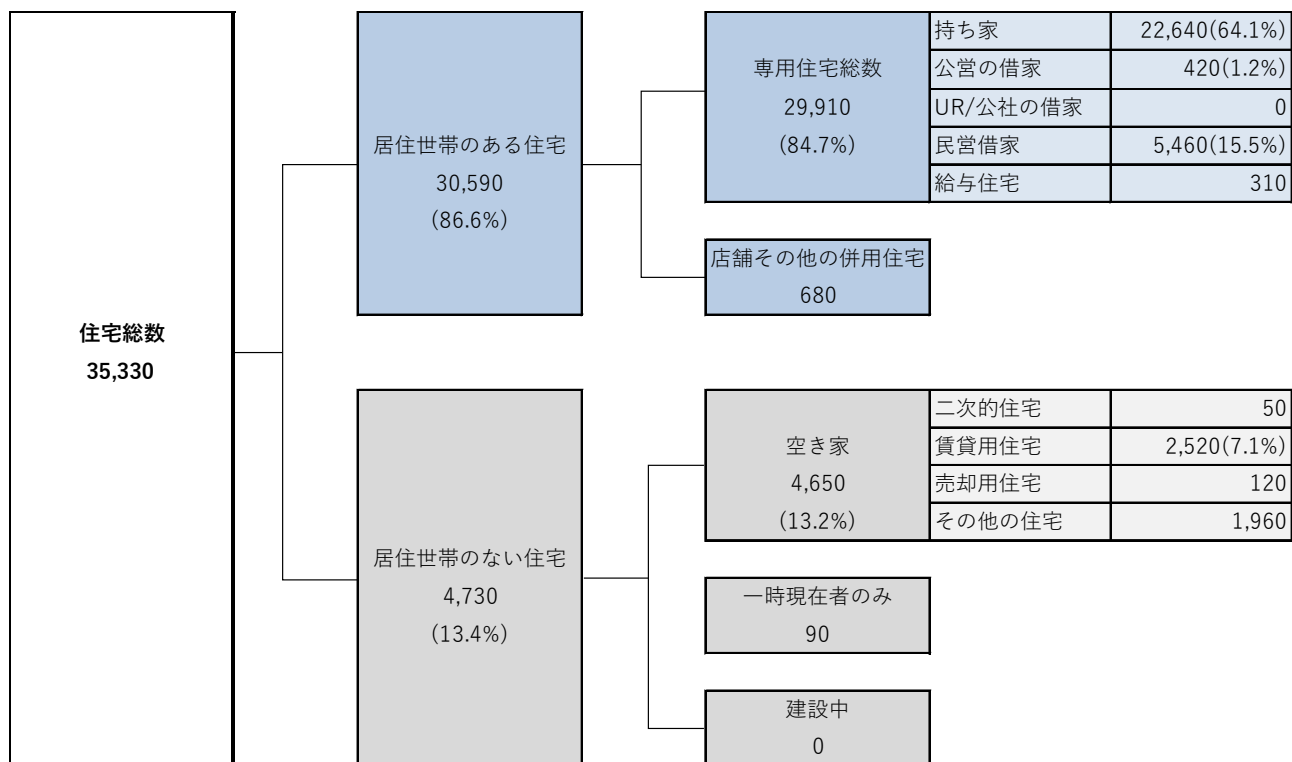 住宅総数
35,330
居住世帯のある住宅
30,590
(86.6%)
専用住宅総数
29,910
(84.7%)
持ち家 22,640(64.1%)
公営の借家 420(1.2%)
UR/公社の借家 0
民営借家 5,460(15.5%)
給与住宅 310
店舗その他の併用住宅
680
居住世帯のない住宅
4,730
(13.4%)
空き家
4,650
(13.2%)
二次的住宅 50
賃貸用住宅 2,520(7.1%)
売却用住宅 120
その他の住宅 1,960
一時現在者のみ
90
建設中
0